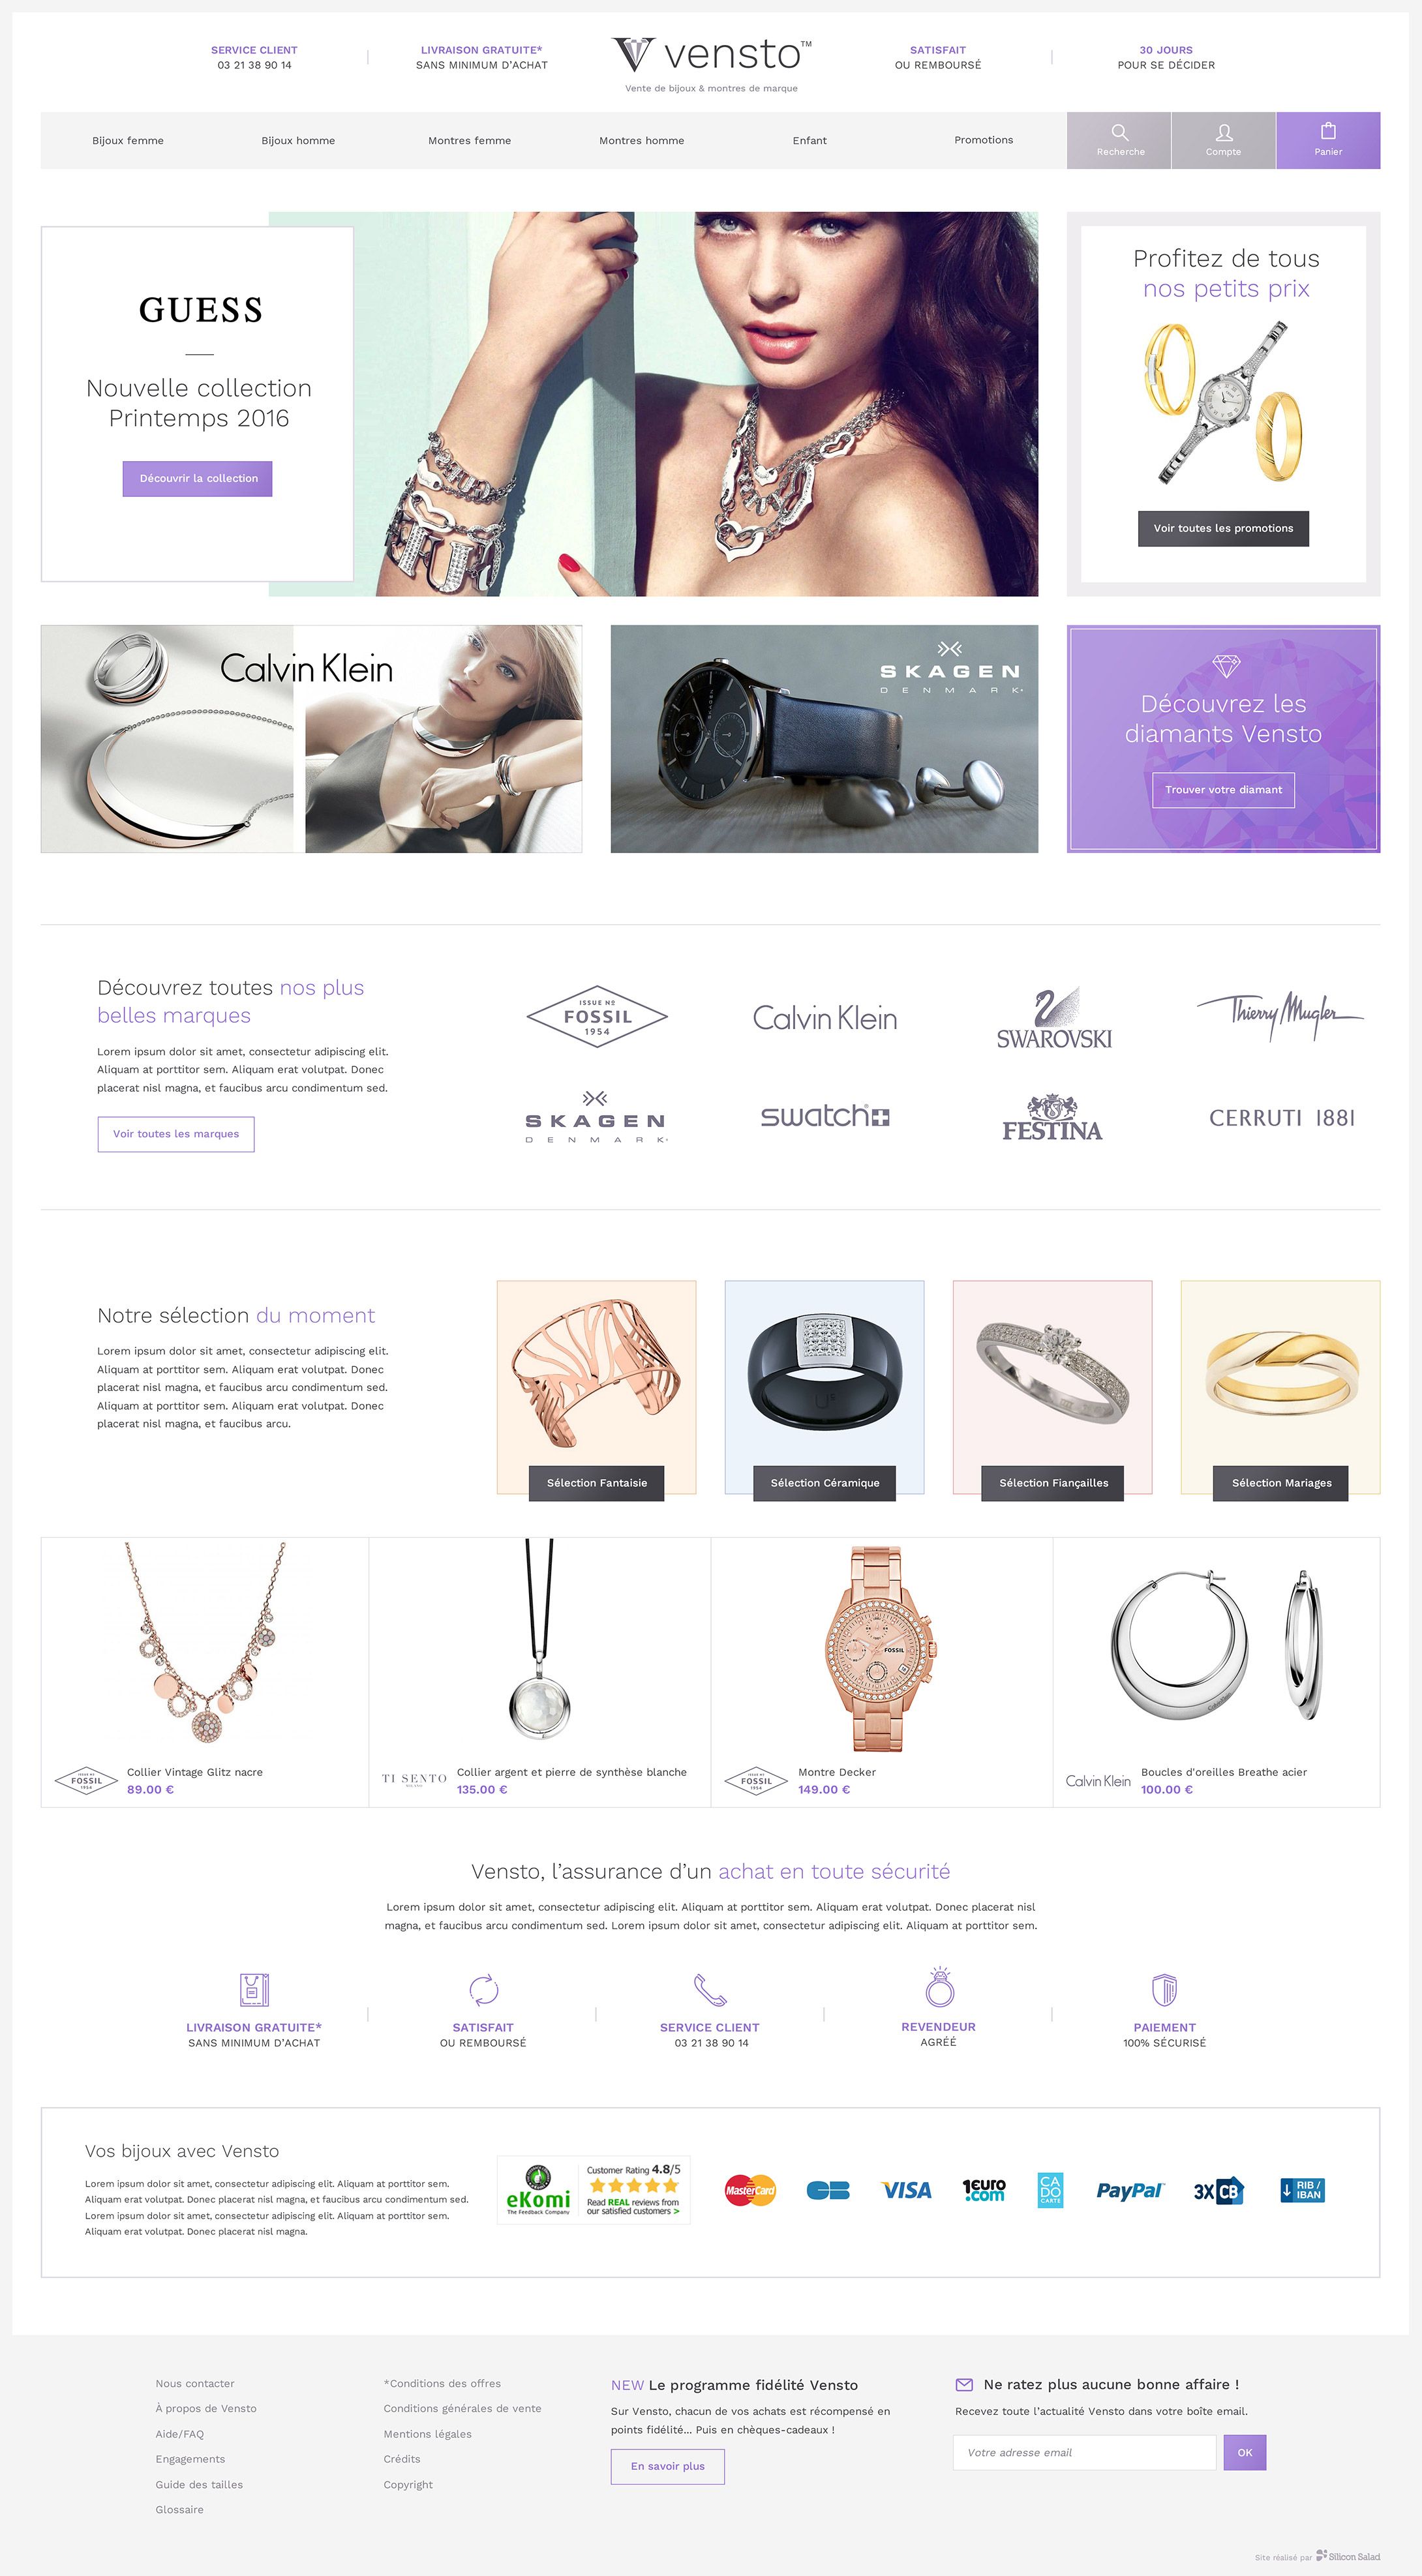 SERVICE CLIENT
03 21 38 90 14
LIVRAISON GRATUITE*
SANS MINIMUM D'ACHAT
vensto™
Vente de bijoux & montres de marque
SATISFAIT
OU REMBOURSÉ
30 JOURS
POUR SE DÉCIDER
Bijoux femme
Bijoux homme
Montres femme
Montres homme
Enfant
Promotions
Recherche
Compte
Panier
GUESS
Nouvelle collection
Printemps 2016
Découvrir la collection
Profitez de tous
nos petits prix
Voir toutes les promotions
Calvin Klein
SKAGEN
DENMARK
Découvrez les
diamants Vensto
Trouver votre diamant
Découvrez toutes nos plus
belles marques
Lorem ipsum dolor sit amet, consectetur adipiscing elit.
Aliquam at porttitor sem. Aliquam erat volutpat. Donec
placerat nisl magna, et faucibus arcu condimentum sed.
Voir toutes les marques
ISSUE Nº
FOSSIL
1954
Calvin Klein
SWAROVSKI
Thierry Mugler
SKAGEN
DENMARK
swatch
FESTINA
CERRUTI 1881
Notre sélection du moment
Lorem ipsum dolor sit amet, consectetur adipiscing elit.
Aliquam at porttitor sem. Aliquam erat volutpat. Donec
placerat nisl magna, et faucibus arcu condimentum sed.
Aliquam at porttitor sem. Aliquam erat volutpat. Donec
placerat nisl magna, et faucibus arcu.
Sélection Fantaisie
Sélection Céramique
Sélection Fiançailles
Sélection Mariages
FOSSIL
ISSUE Nº
FOSSIL
1954
Collier Vintage Glitz nacre
89.00 €
TI SENTO
MILANO
Collier argent et pierre de synthèse blanche
135.00 €
ISSUE Nº
FOSSIL
1954
Montre Decker
149.00 €
Calvin Klein
Boucles d'oreilles Breathe acier
100.00 €
Vensto, l'assurance d'un achat en toute sécurité
Lorem ipsum dolor sit amet, consectetur adipiscing elit. Aliquam at porttitor sem. Aliquam erat volutpat. Donec placerat nisl
magna, et faucibus arcu condimentum sed. Lorem ipsum dolor sit amet, consectetur adipiscing elit. Aliquam at porttitor sem.
LIVRAISON GRATUITE*
SANS MINIMUM D'ACHAT
SATISFAIT
OU REMBOURSÉ
SERVICE CLIENT
03 21 38 90 14
REVENDEUR
AGRÉÉ
PAIEMENT
100% SÉCURISÉ
Vos bijoux avec Vensto
Lorem ipsum dolor sit amet, consectetur adipiscing elit. Aliquam at porttitor sem.
Aliquam erat volutpat. Donec placerat nisl magna, et faucibus arcu condimentum sed.
Lorem ipsum dolor sit amet, consectetur adipiscing elit. Aliquam at porttitor sem.
Aliquam erat volutpat. Donec placerat nisl magna.
eKomi
The Feedback Company
Customer Rating 4.8/5
Read REAL reviews from
our satisfied customers >
MasterCard
CB
VISA
1euro
.com
CA
DO
CARTE
PayPal
3XCB
RIB /
IBAN
Nous contacter
À propos de Vensto
Aide/FAQ
Engagements
Guide des tailles
Glossaire
*Conditions des offres
Conditions générales de vente
Mentions légales
Crédits
Copyright
NEW Le programme fidélité Vensto
Sur Vensto, chacun de vos achats est récompensé en
points fidélité... Puis en chèques-cadeaux !
En savoir plus
Ne ratez plus aucune bonne affaire !
Recevez toute l'actualité Vensto dans votre boîte email.
Votre adresse email
OK
Site réalisé par Silicon Salad